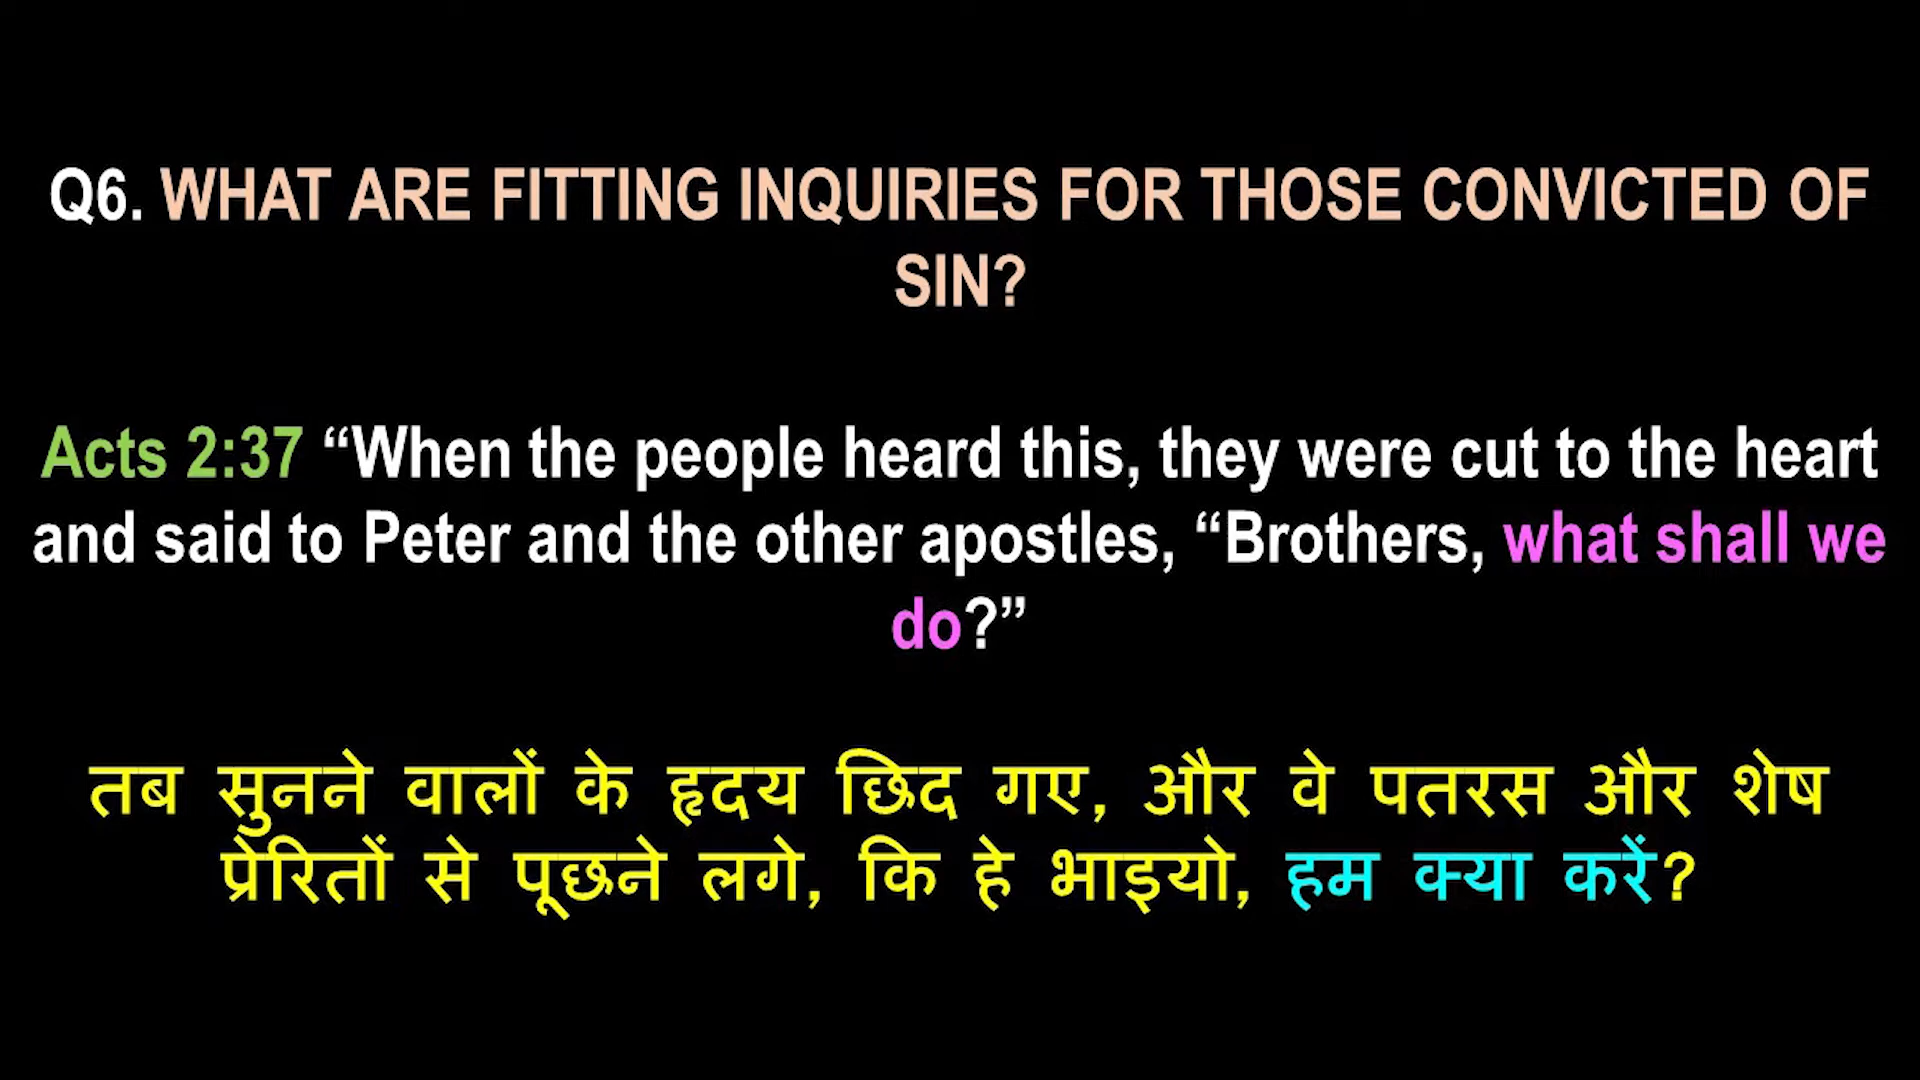 Q6. WHAT ARE FITTING INQUIRIES FOR THOSE CONVICTED OF
SIN?
Acts 2:37 “When the people heard this, they were cut to the heart
and said to Peter and the other apostles, “Brothers, what shall we
do?”
तब सुनने वालों के हृदय छिद गए, और वे पतरस और शेष
प्रेरितों से पूछने लगे, कि हे भाइयो, हम क्या करें?